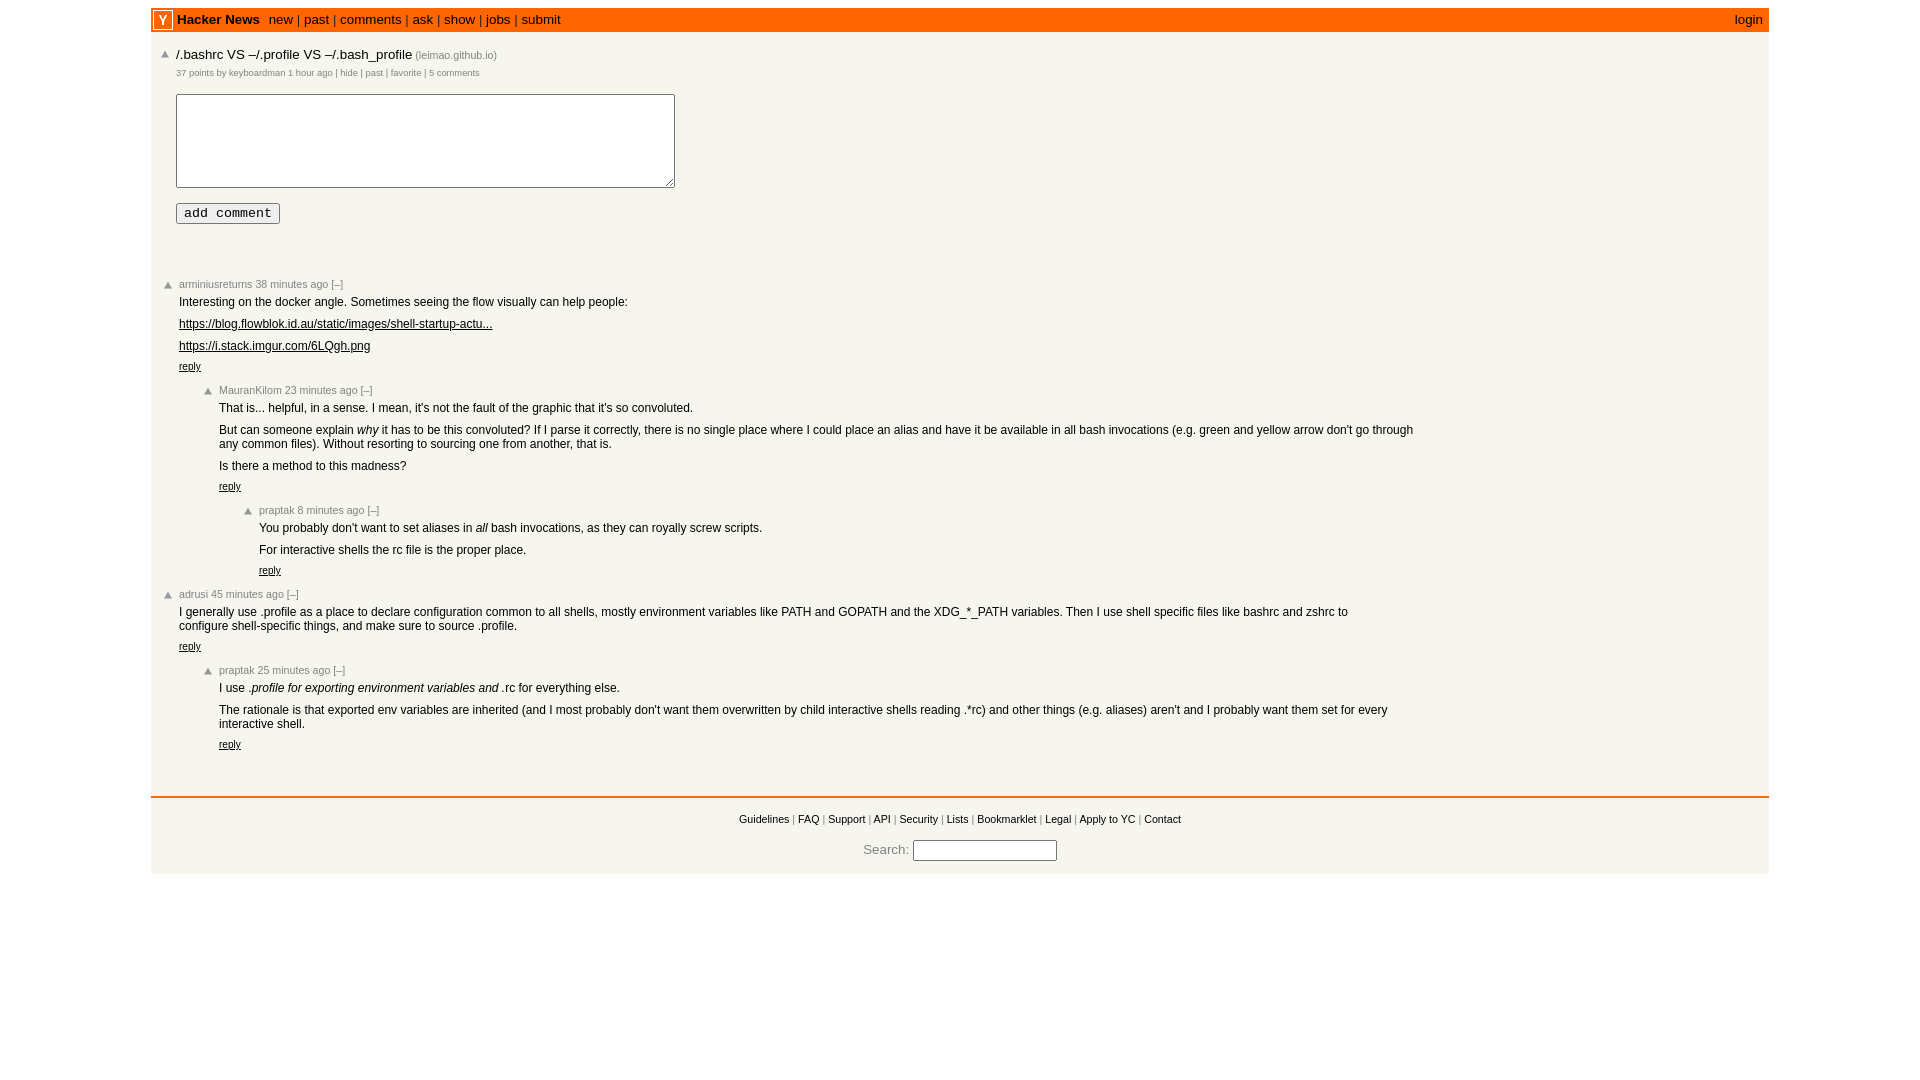 Y Hacker News new | past | comments | ask | show | jobs | submit login
/.bashrc VS –/.profile VS –/.bash_profile (leimao.github.io)
37 points by keyboardman 1 hour ago | hide | past | favorite | 5 comments
add comment
arminiusreturns 38 minutes ago [–]
Interesting on the docker angle. Sometimes seeing the flow visually can help people:
https://blog.flowblok.id.au/static/images/shell-startup-actu...
https://i.stack.imgur.com/6LQgh.png
reply
MauranKilom 23 minutes ago [–]
That is... helpful, in a sense. I mean, it's not the fault of the graphic that it's so convoluted.
But can someone explain why it has to be this convoluted? If I parse it correctly, there is no single place where I could place an alias and have it be available in all bash invocations (e.g. green and yellow arrow don't go through
any common files). Without resorting to sourcing one from another, that is.
Is there a method to this madness?
reply
praptak 8 minutes ago [–]
You probably don't want to set aliases in all bash invocations, as they can royally screw scripts.
For interactive shells the rc file is the proper place.
reply
adrusi 45 minutes ago [–]
I generally use .profile as a place to declare configuration common to all shells, mostly environment variables like PATH and GOPATH and the XDG_*_PATH variables. Then I use shell specific files like bashrc and zshrc to
configure shell-specific things, and make sure to source .profile.
reply
praptak 25 minutes ago [–]
I use .profile for exporting environment variables and .rc for everything else.
The rationale is that exported env variables are inherited (and I most probably don't want them overwritten by child interactive shells reading .*rc) and other things (e.g. aliases) aren't and I probably want them set for every
interactive shell.
reply
Guidelines | FAQ | Support | API | Security | Lists | Bookmarklet | Legal | Apply to YC | Contact
Search: